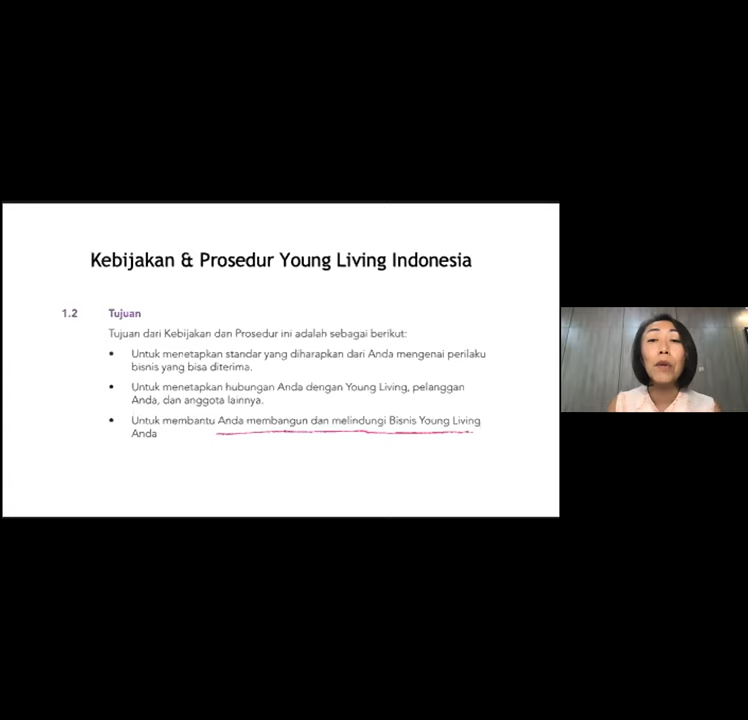 Kebijakan & Prosedur Young Living Indonesia
1.2 Tujuan
Tujuan dari Kebijakan dan Prosedur ini adalah sebagai berikut:
• Untuk menetapkan standar yang diharapkan dari Anda mengenai perilaku
bisnis yang bisa diterima.
• Untuk menetapkan hubungan Anda dengan Young Living, pelanggan
Anda, dan anggota lainnya.
• Untuk membantu Anda membangun dan melindungi Bisnis Young Living
Anda